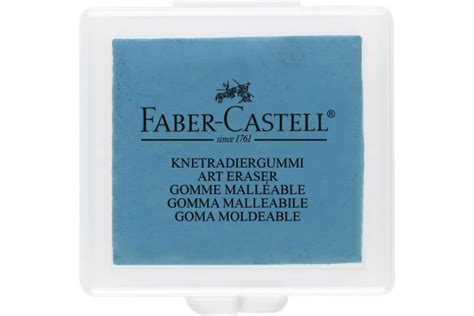 FABER-CASTELL®
since 1761
KNETRADIERGUMMI
ART ERASER
GOMME MALLÉABLE
GOMMA MALLEABILE
GOMA MOLDEABLE